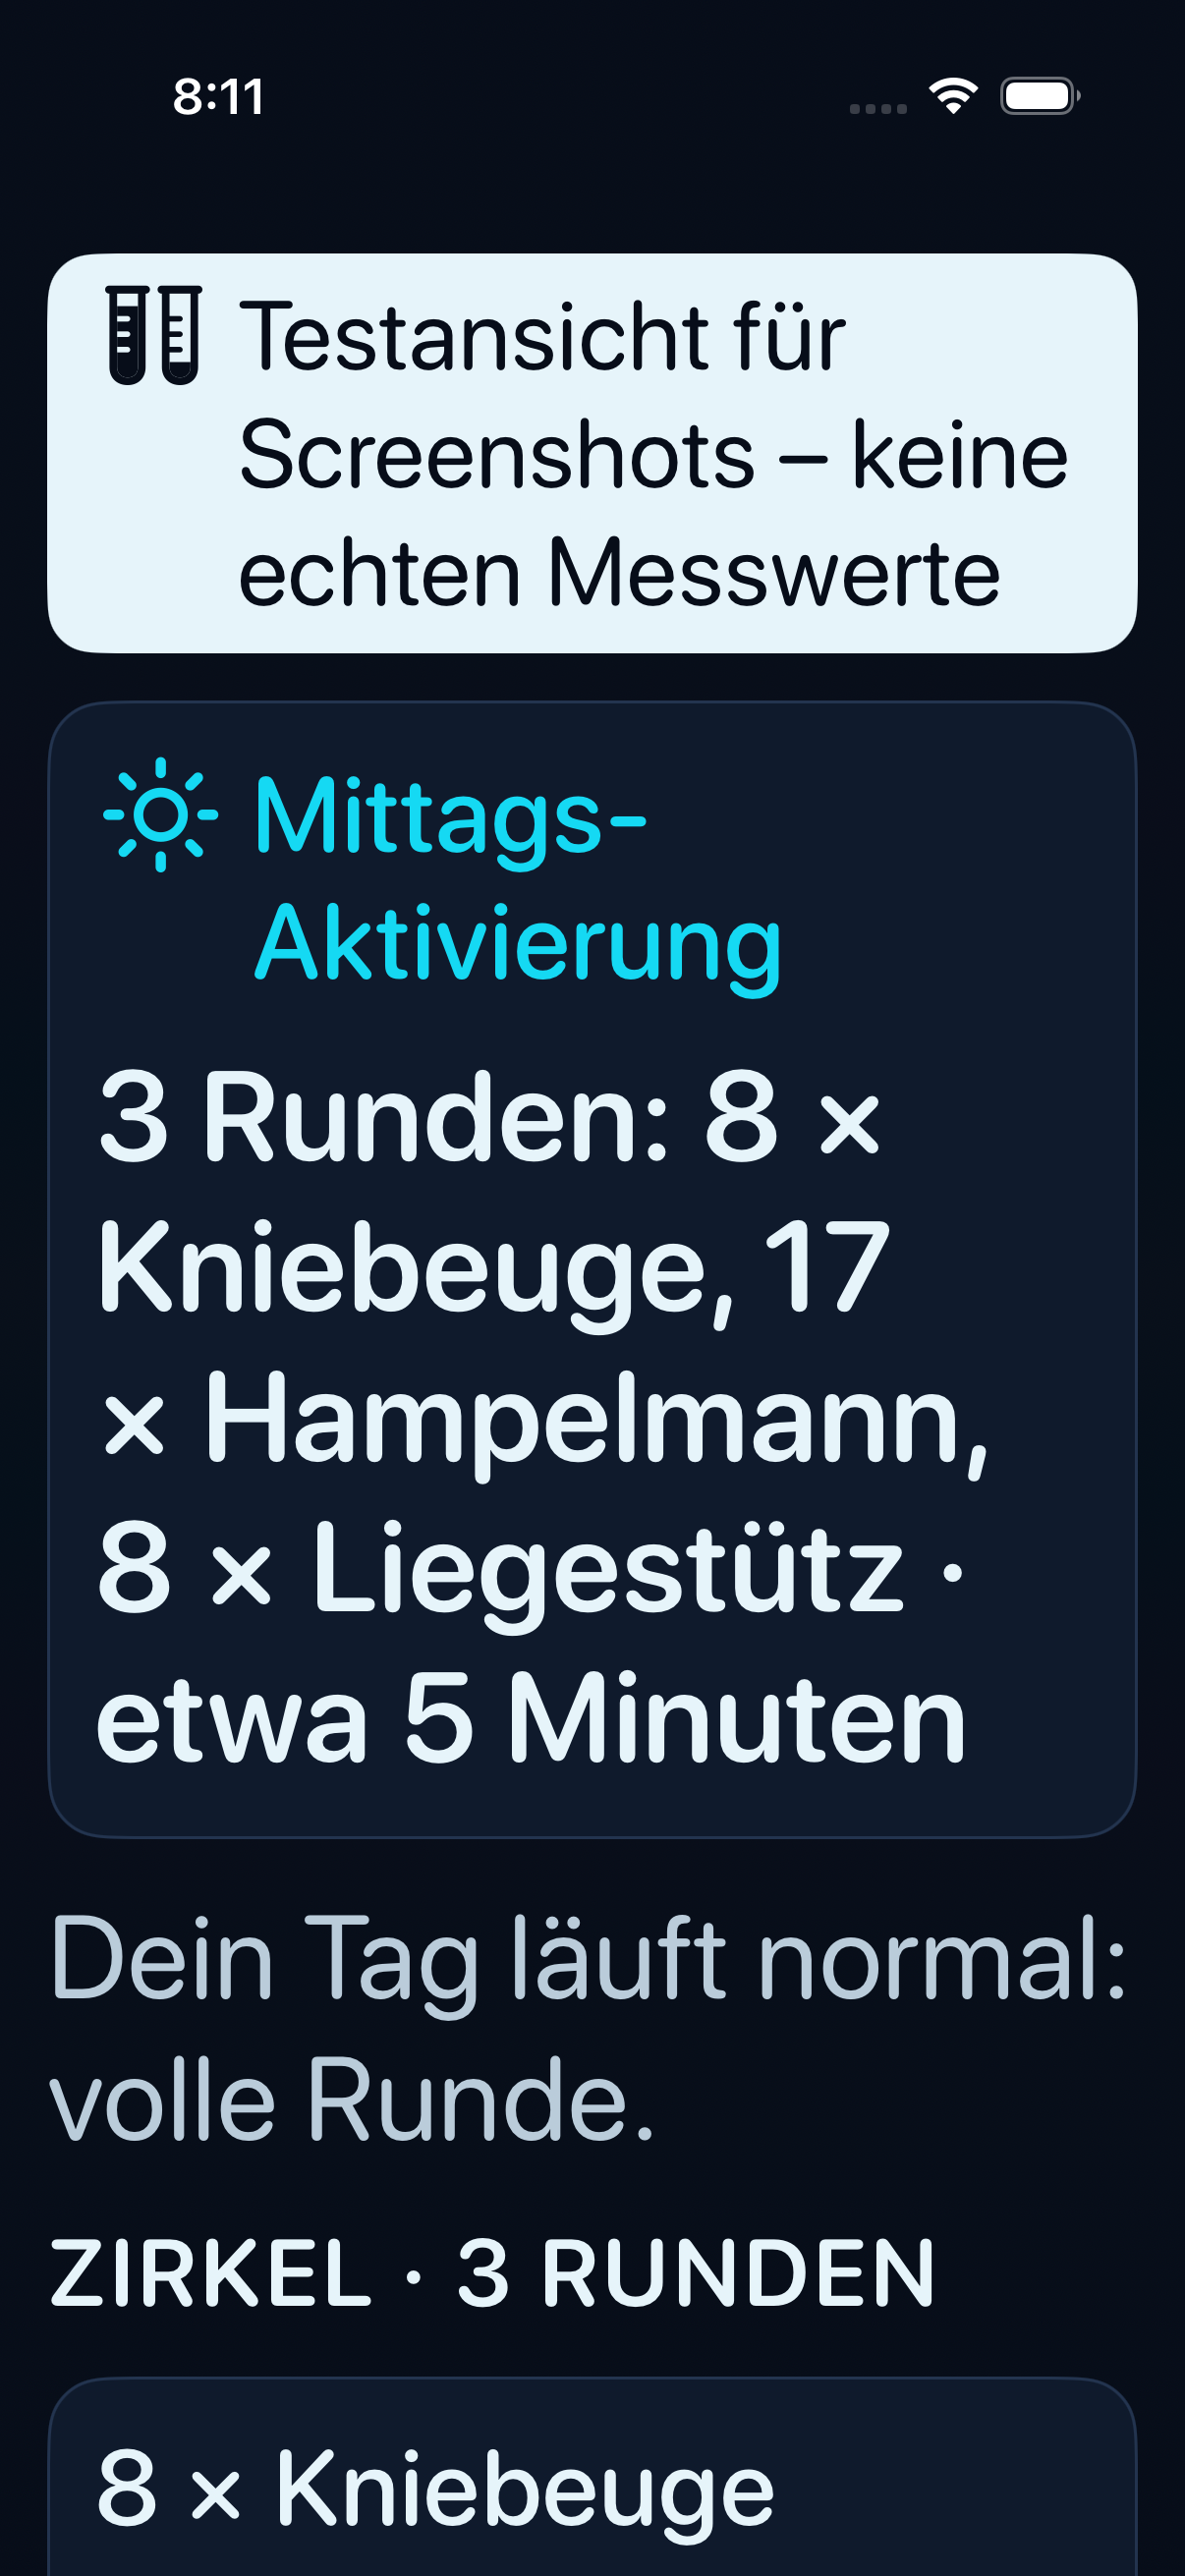 8:11
Testansicht für
Screenshots – keine
echten Messwerte
Mittags-
Aktivierung
3 Runden: 8 ×
Kniebeuge, 17
× Hampelmann,
8 × Liegestütz ·
etwa 5 Minuten
Dein Tag läuft normal:
volle Runde.
ZIRKEL · 3 RUNDEN
8 × Kniebeuge